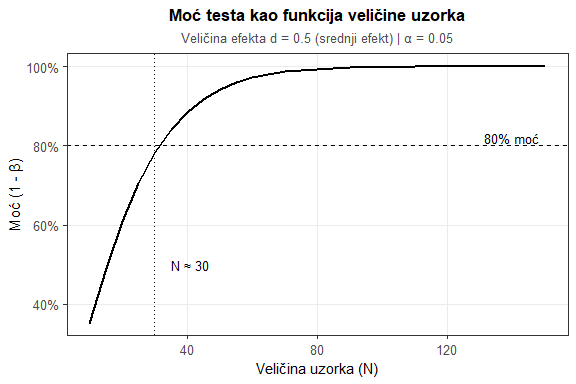 Moć testa kao funkcija veličine uzorka
Veličina efekta d = 0.5 (srednji efekt) | α = 0.05
100%
80%
60%
40%
Moć (1 - β)
80% moć
N ≈ 30
40
80
120
Veličina uzorka (N)